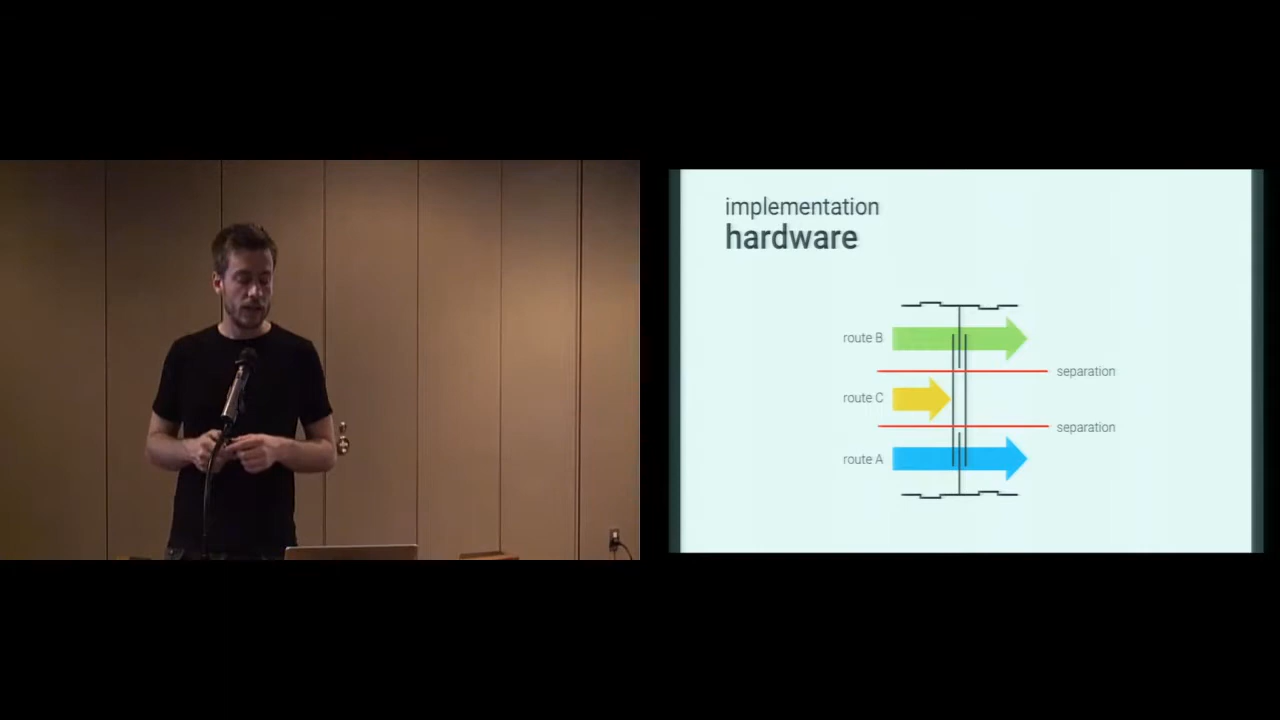 implementation
hardware
route B
separation
route C
separation
route A